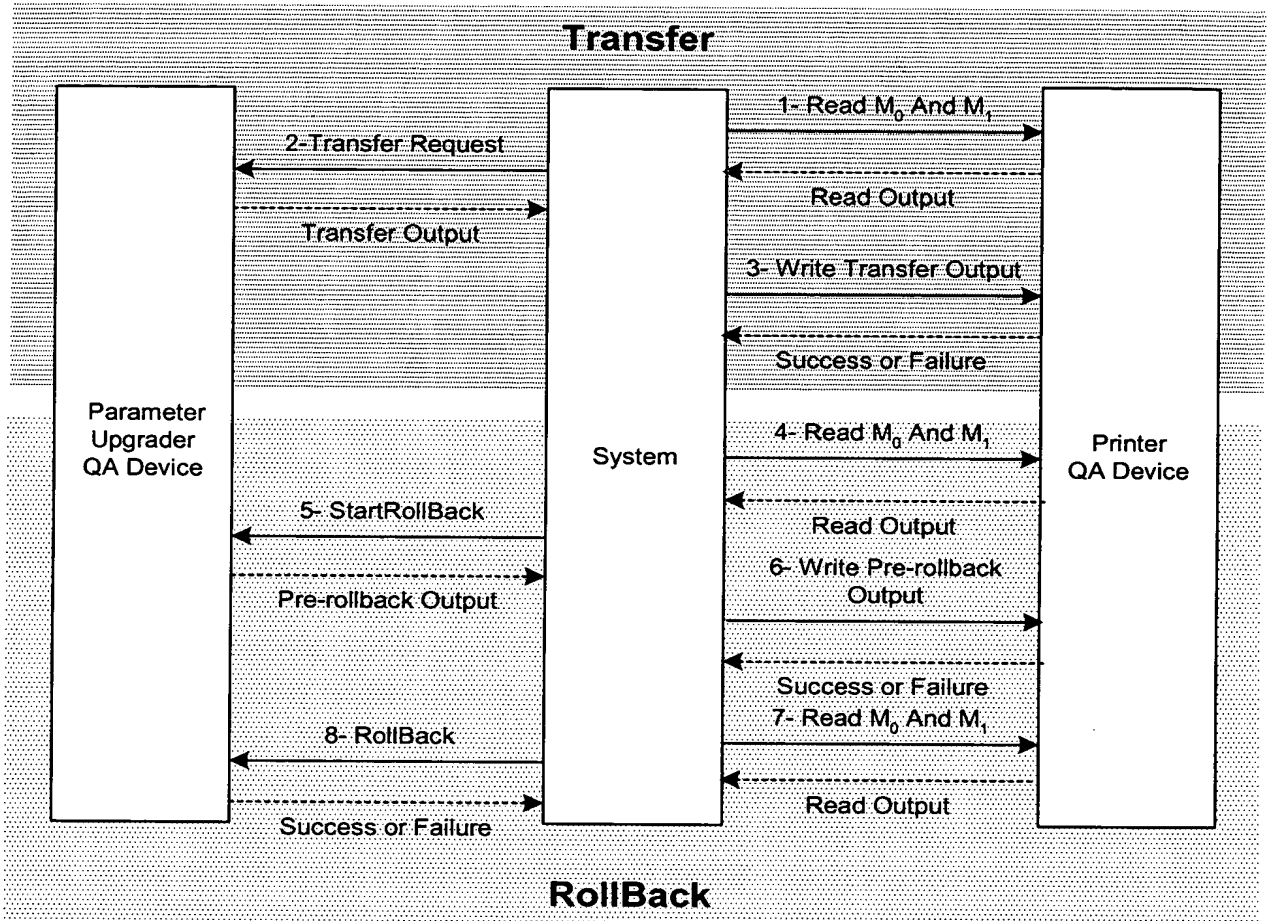 Transfer
1- Read M₀ And M₁
2-Transfer Request
Read Output
Transfer Output
3- Write Transfer Output
Success or Failure
Parameter
Upgrader
QA Device
System
Printer
QA Device
4- Read M₀ And M₁
Read Output
5- StartRollBack
6- Write Pre-rollback
Output
Pre-rollback Output
Success or Failure
7- Read M₀ And M₁
8- RollBack
Read Output
Success or Failure
RollBack